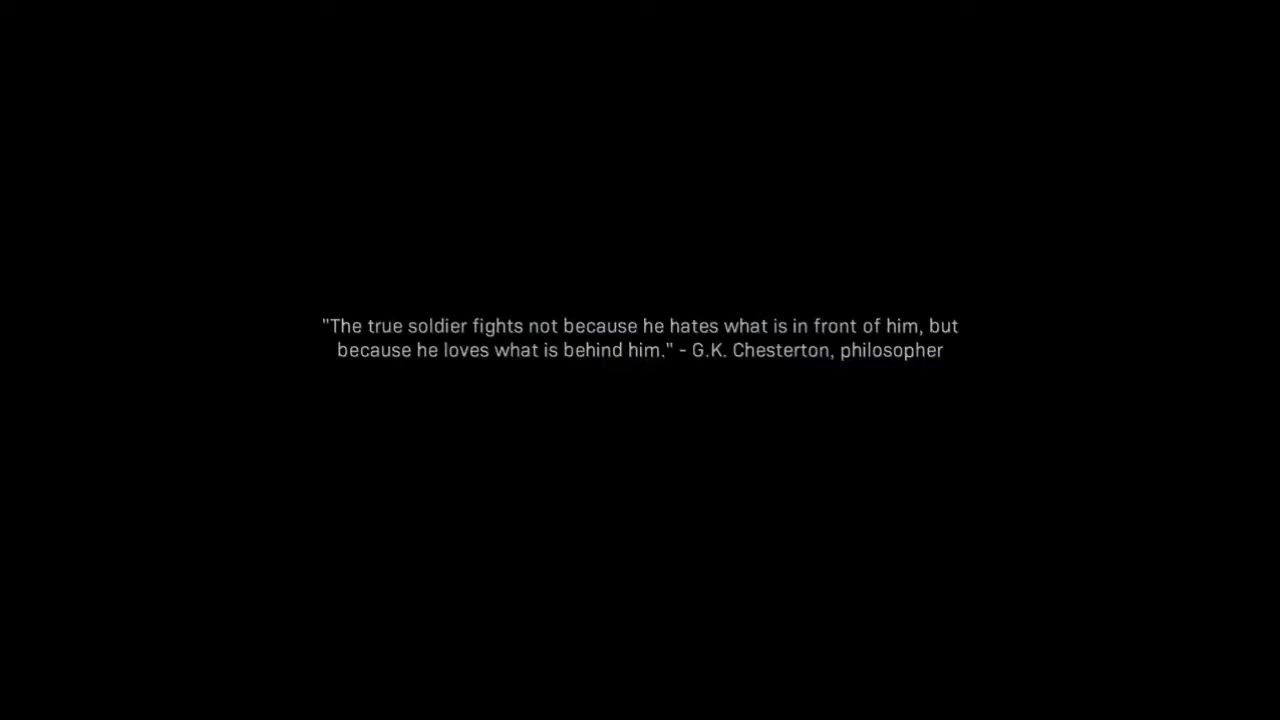 "The true soldier fights not because he hates what is in front of him, but
because he loves what is behind him." - G.K. Chesterton, philosopher